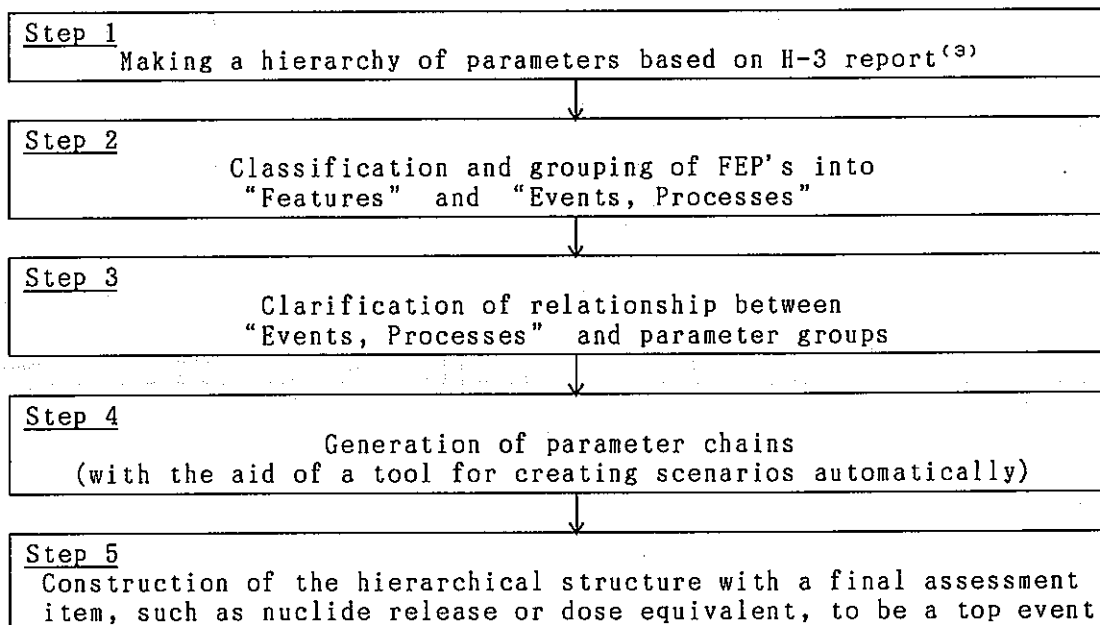 Step 1
Making a hierarchy of parameters based on H-3 report⁽³⁾
Step 2
Classification and grouping of FEP's into
"Features" and "Events, Processes"
Step 3
Clarification of relationship between
"Events, Processes" and parameter groups
Step 4
Generation of parameter chains
(with the aid of a tool for creating scenarios automatically)
Step 5
Construction of the hierarchical structure with a final assessment
item, such as nuclide release or dose equivalent, to be a top event